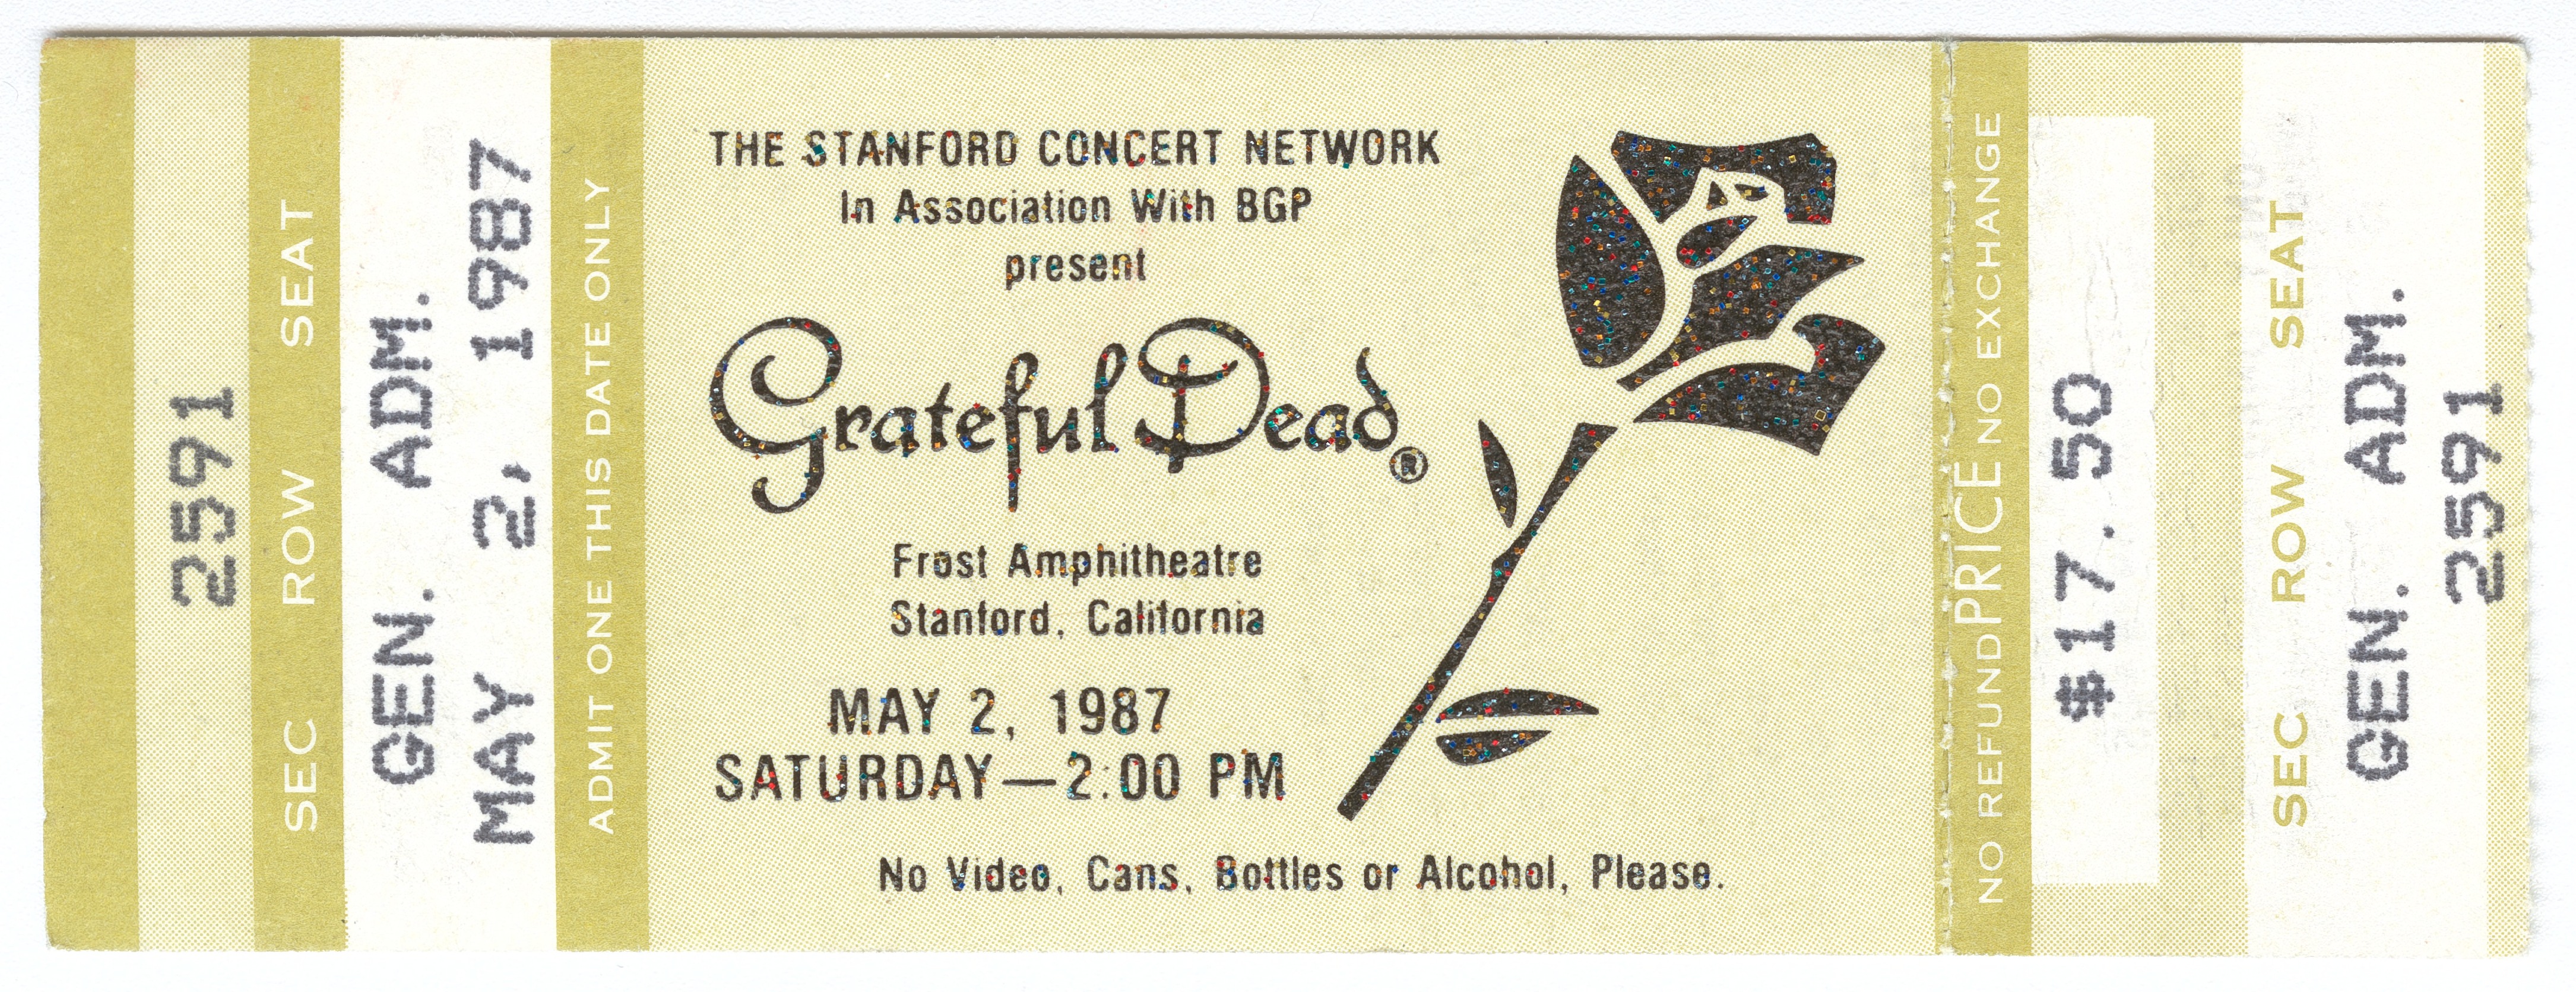 2591
SEC ROW SEAT
GEN. ADM.
MAY 2, 1987
ADMIT ONE THIS DATE ONLY
THE STANFORD CONCERT NETWORK
In Association With BGP
present
Grateful Dead®
Frost Amphitheatre
Stanford, California
MAY 2, 1987
SATURDAY—2:00 PM
No Video, Cans, Bottles or Alcohol, Please.
NO REFUND PRICE NO EXCHANGE
$17.50
SEC ROW SEAT
GEN. ADM.
2591